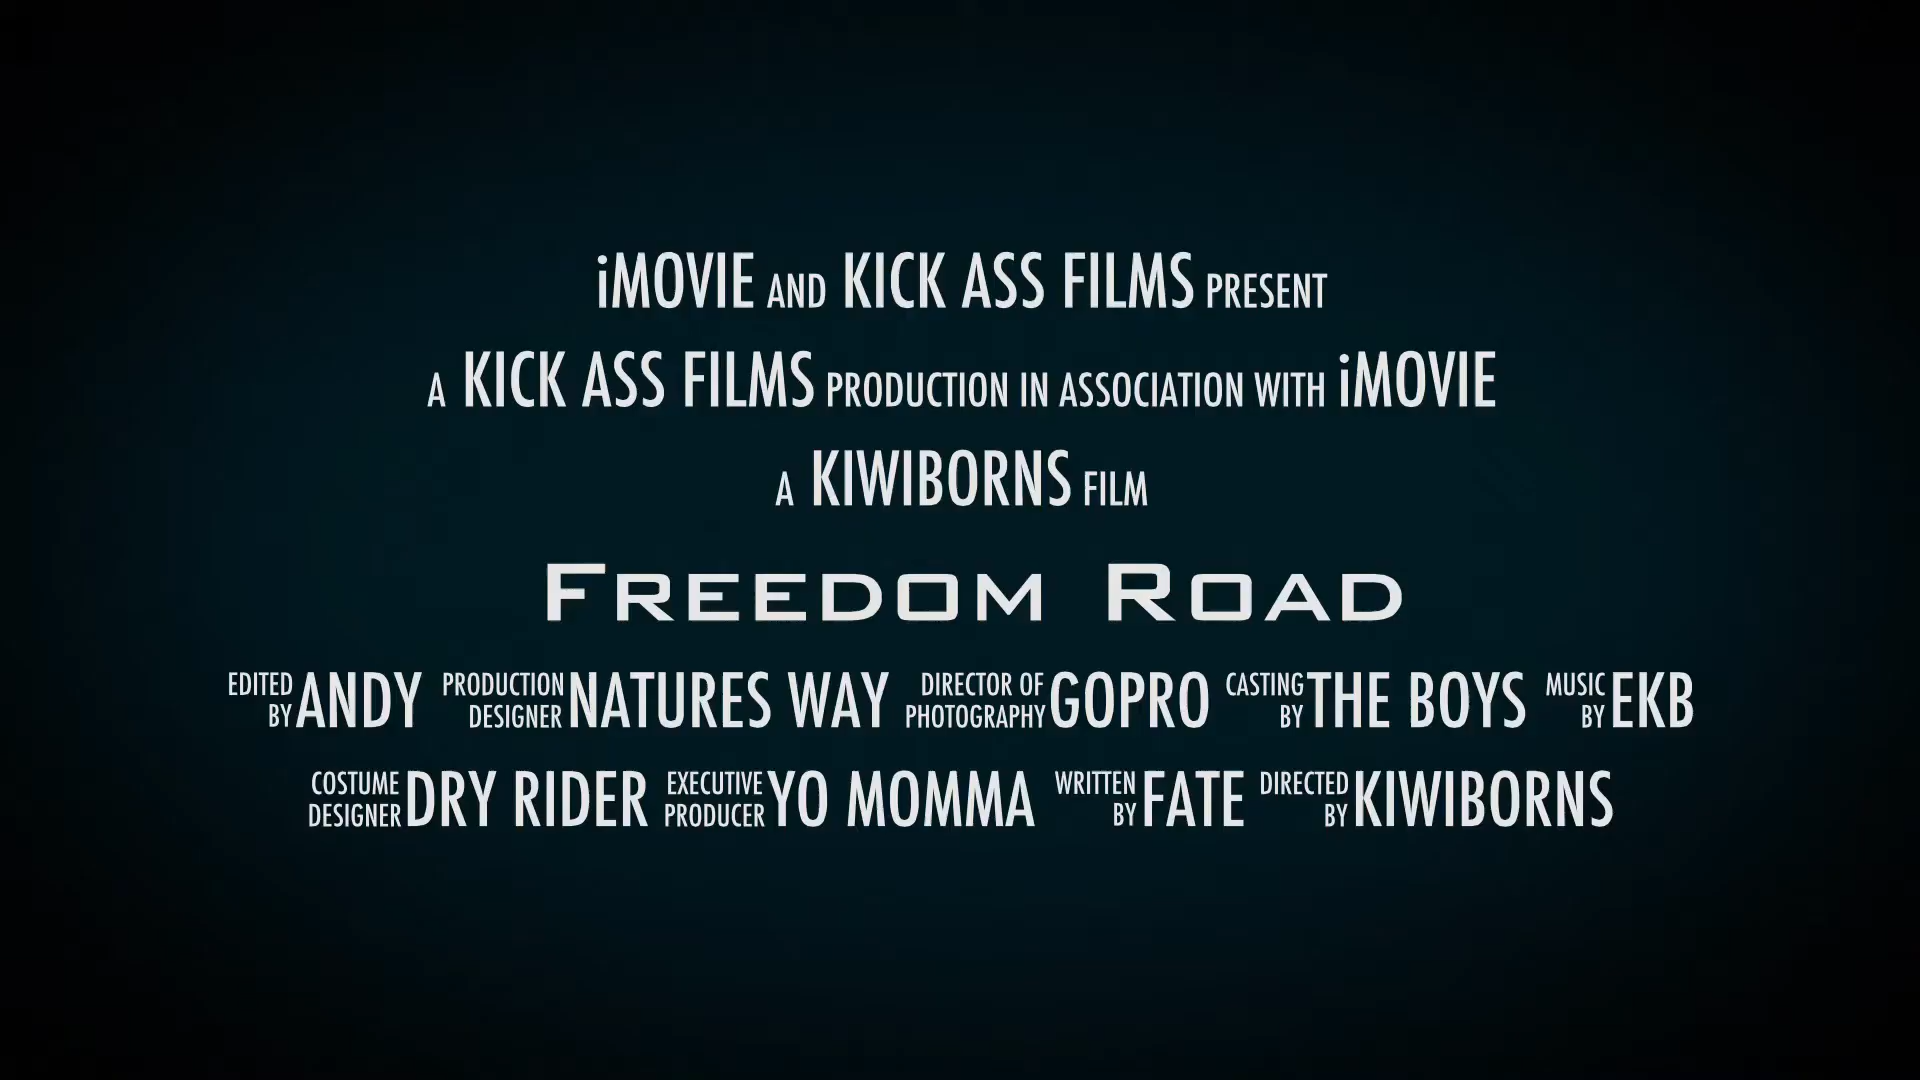 iMOVIE AND KICK ASS FILMS PRESENT
A KICK ASS FILMS PRODUCTION IN ASSOCIATION WITH iMOVIE
A KIWIBORNS FILM
FREEDOM ROAD
EDITED BY ANDY PRODUCTION DESIGNER NATURES WAY DIRECTOR OF PHOTOGRAPHY GOPRO CASTING BY THE BOYS MUSIC BY EKB
COSTUME DESIGNER DRY RIDER EXECUTIVE PRODUCER YO MOMMA WRITTEN BY FATE DIRECTED BY KIWIBORNS